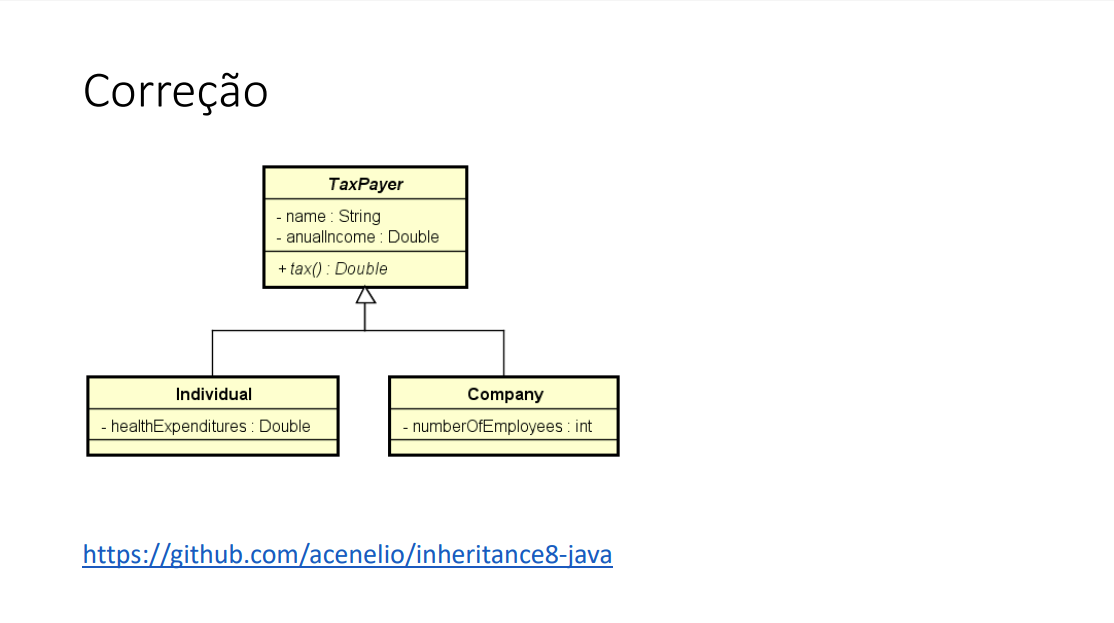 Correção
TaxPayer
- name : String
- anualIncome : Double
+ tax() : Double
Individual
- healthExpenditures : Double
Company
- numberOfEmployees : int
https://github.com/acenelio/inheritance8-java